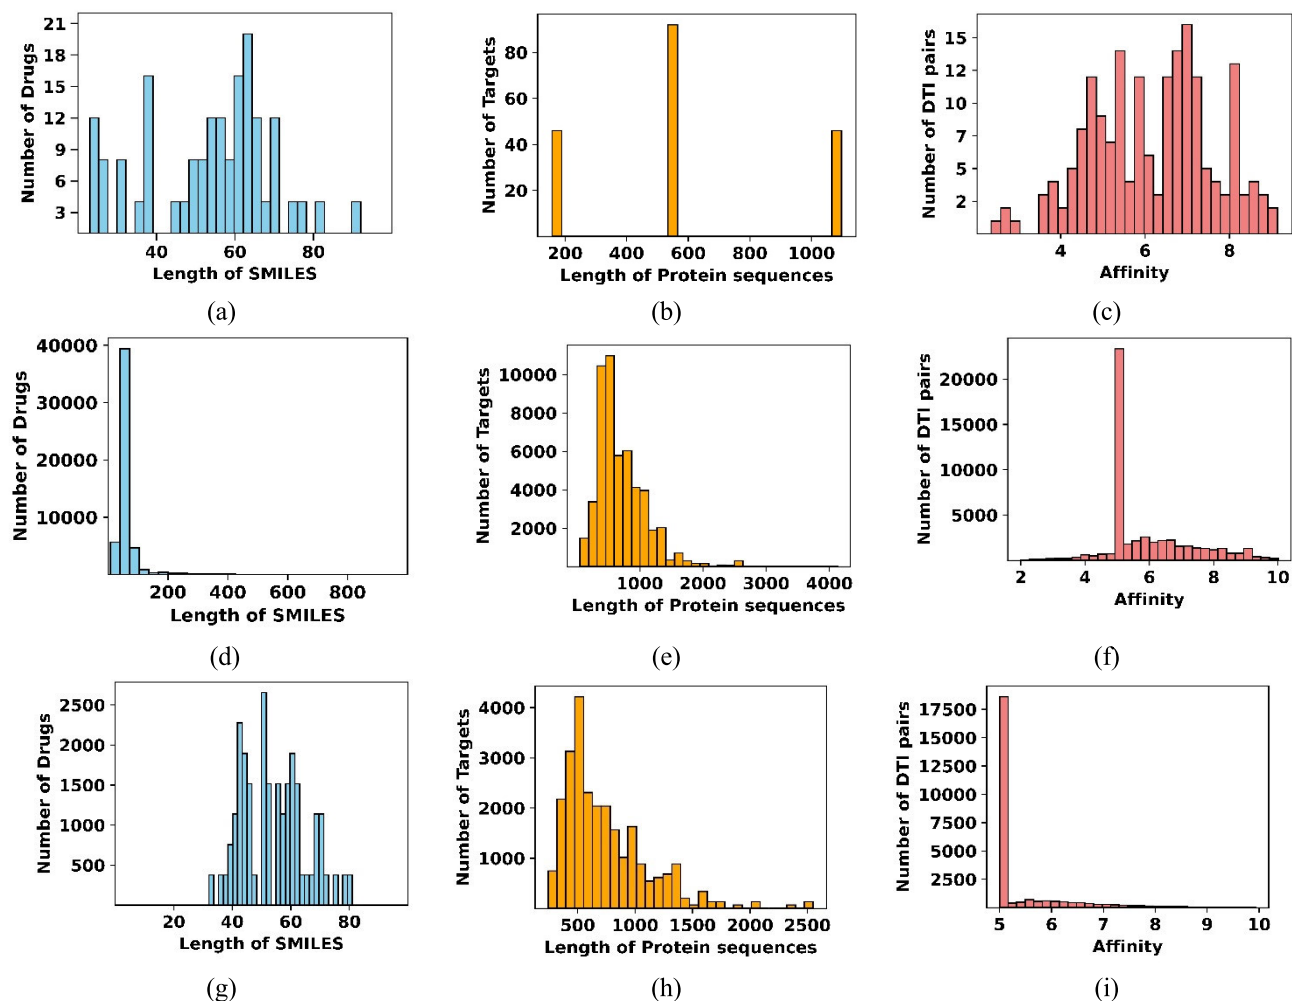 Number of Drugs
21
18
15
12
9
6
3
40 60 80
Length of SMILES
(a)
Number of Targets
80
60
40
20
200 400 600 800 1000
Length of Protein sequences
(b)
Number of DTI pairs
15
12
10
7
5
2
4 6 8
Affinity
(c)
Number of Drugs
40000
30000
20000
10000
200 400 600 800
Length of SMILES
(d)
Number of Targets
10000
8000
6000
4000
2000
1000 2000 3000 4000
Length of Protein sequences
(e)
Number of DTI pairs
20000
15000
10000
5000
2 4 6 8 10
Affinity
(f)
Number of Drugs
2500
2000
1500
1000
500
20 40 60 80
Length of SMILES
(g)
Number of Targets
4000
3000
2000
1000
500 1000 1500 2000 2500
Length of Protein sequences
(h)
Number of DTI pairs
17500
15000
12500
10000
7500
5000
2500
5 6 7 8 9 10
Affinity
(i)